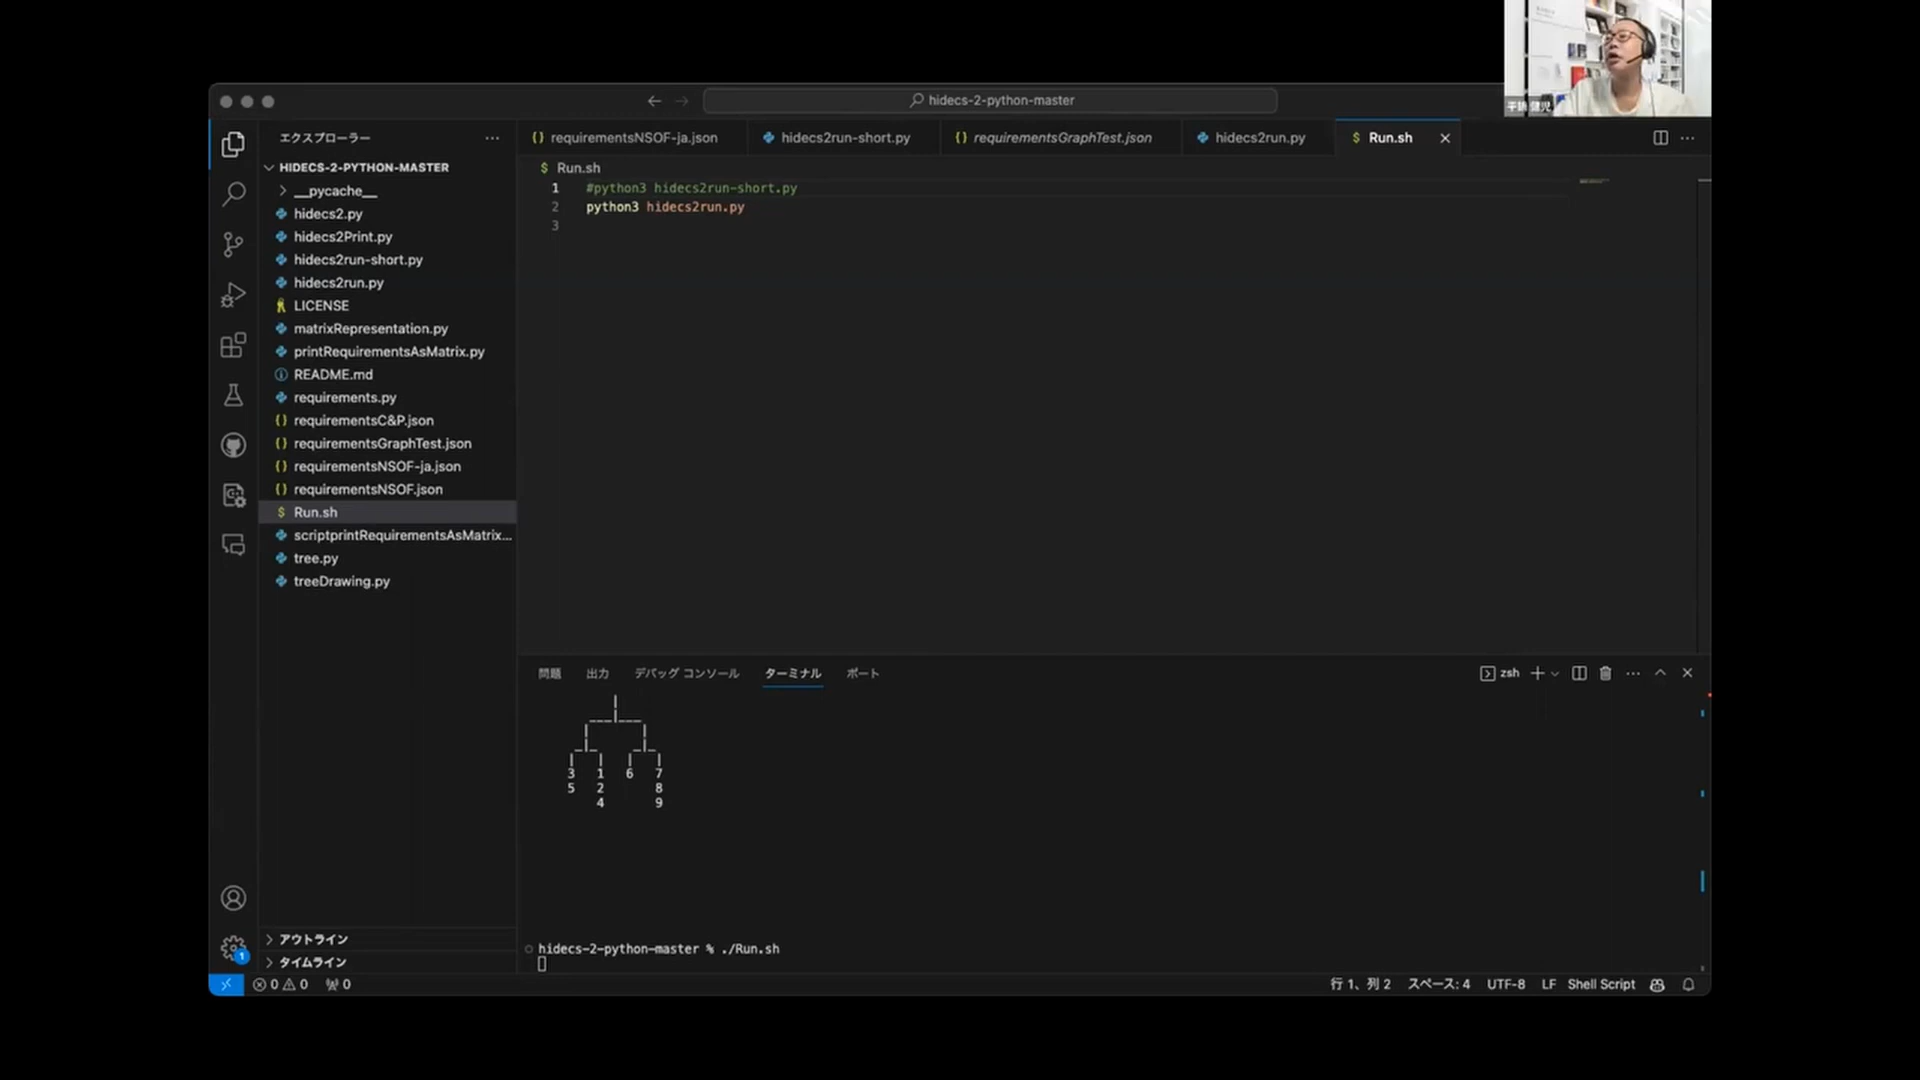 hidecs-2-python-master
エクスプローラー
requirementsNSOF-ja.json
hidecs2run-short.py
requirementsGraphTest.json
hidecs2run.py
$ Run.sh
HIDECS-2-PYTHON-MASTER
$ Run.sh
__pycache__
1 #python3 hidecs2run-short.py
hidecs2.py
2 python3 hidecs2run.py
3
hidecs2Print.py
hidecs2run-short.py
hidecs2run.py
LICENSE
matrixRepresentation.py
printRequirementsAsMatrix.py
README.md
requirements.py
requirementsC&P.json
requirementsGraphTest.json
requirementsNSOF-ja.json
requirementsNSOF.json
$ Run.sh
scriptprintRequirementsAsMatrix...
tree.py
treeDrawing.py
問題 出力 デバッグ コンソール ターミナル ポート
zsh
3 1 6 7
5 2 8
4 9
hidecs-2-python-master % ./Run.sh
アウトライン
タイムライン
1
0 0 0
行 1、列 2 スペース: 4 UTF-8 LF Shell Script